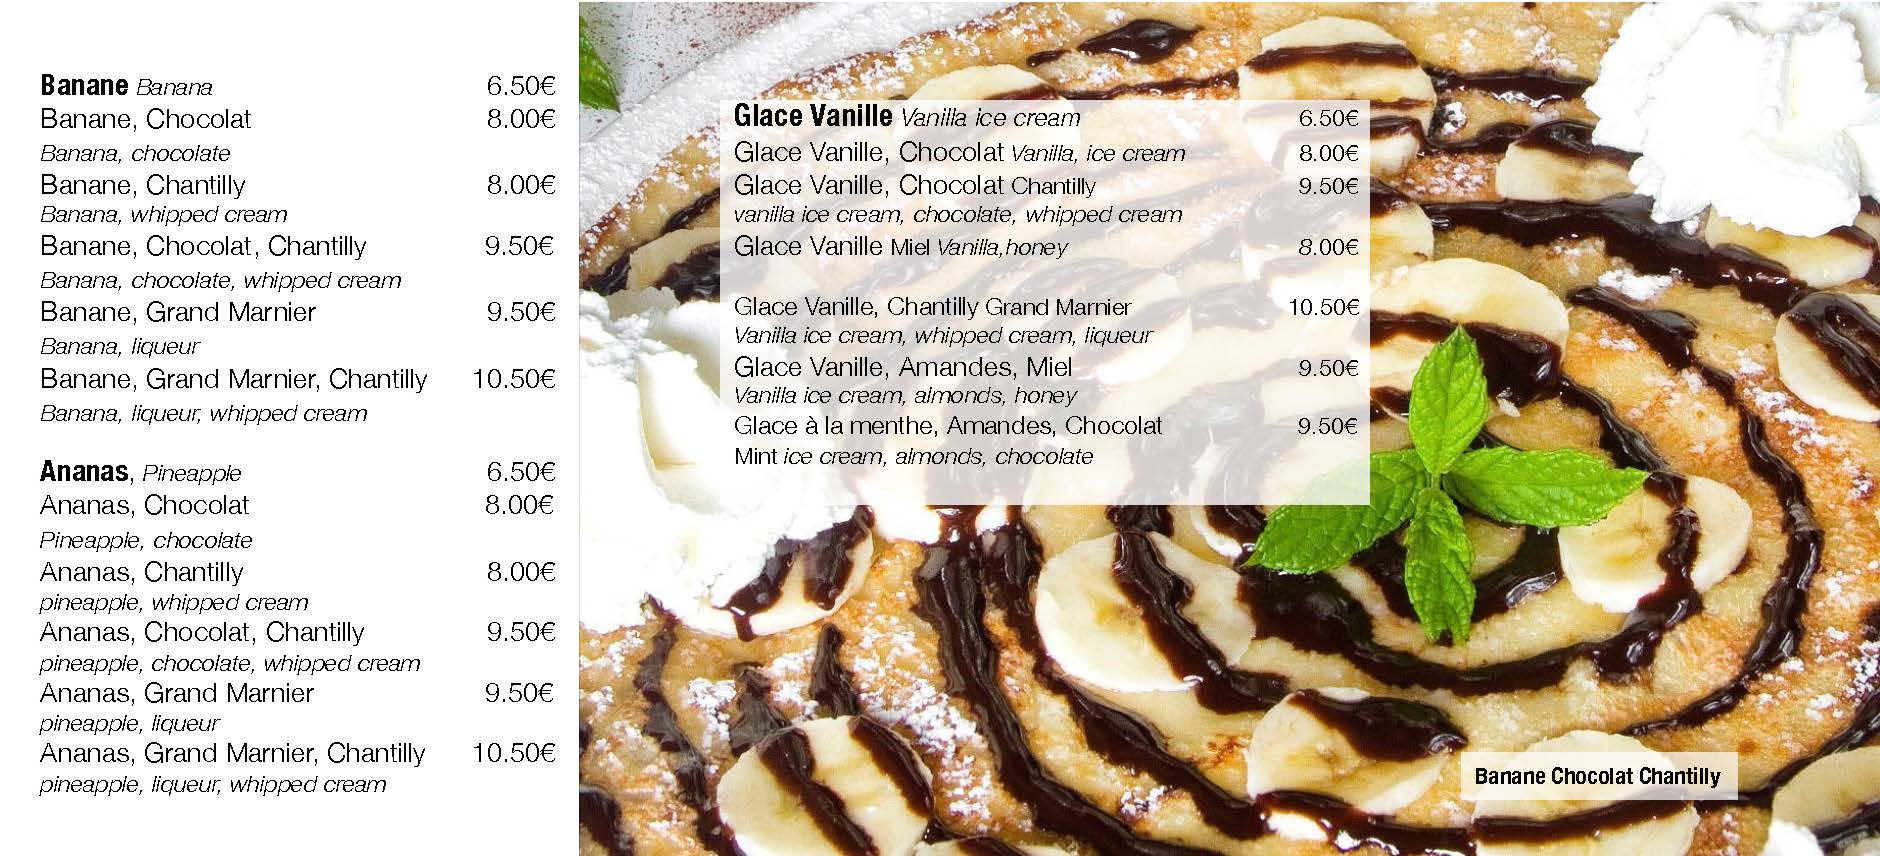 Banane Banana 6.50€
Banane, Chocolat 8.00€
Banana, chocolate
Banane, Chantilly 8.00€
Banana, whipped cream
Banane, Chocolat, Chantilly 9.50€
Banana, chocolate, whipped cream
Banane, Grand Marnier 9.50€
Banana, liqueur
Banane, Grand Marnier, Chantilly 10.50€
Banana, liqueur, whipped cream
Ananas, Pineapple 6.50€
Ananas, Chocolat 8.00€
Pineapple, chocolate
Ananas, Chantilly 8.00€
pineapple, whipped cream
Ananas, Chocolat, Chantilly 9.50€
pineapple, chocolate, whipped cream
Ananas, Grand Marnier 9.50€
pineapple, liqueur
Ananas, Grand Marnier, Chantilly 10.50€
pineapple, liqueur, whipped cream
Glace Vanille Vanilla ice cream 6.50€
Glace Vanille, Chocolat Vanilla, ice cream 8.00€
Glace Vanille, Chocolat Chantilly 9.50€
vanilla ice cream, chocolate, whipped cream
Glace Vanille Miel Vanilla,honey 8.00€
Glace Vanille, Chantilly Grand Marnier 10.50€
Vanilla ice cream, whipped cream, liqueur
Glace Vanille, Amandes, Miel 9.50€
Vanilla ice cream, almonds, honey
Glace à la menthe, Amandes, Chocolat 9.50€
Mint ice cream, almonds, chocolate
Banane Chocolat Chantilly